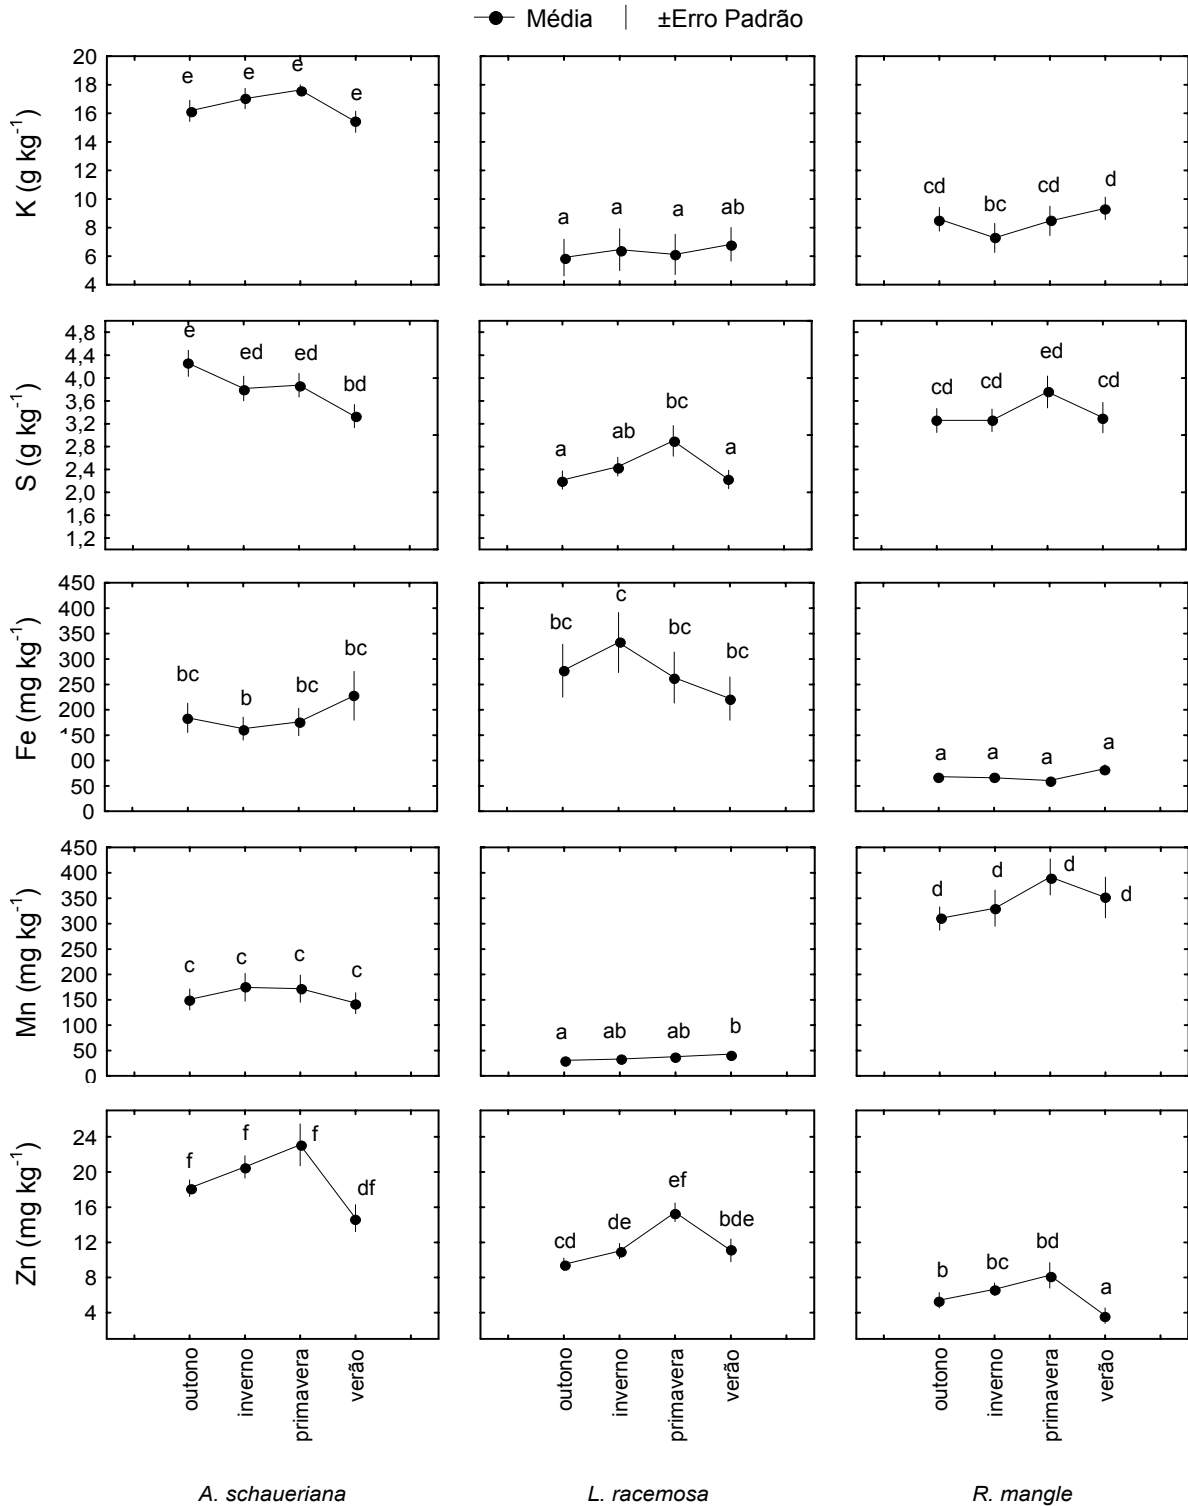 Média ±Erro Padrão
K (g kg-1)
18
16
14
12
10
8
6
4
e e e e
a a a ab
cd bc cd d
S (g kg-1)
4,8
4,4
4,0
3,6
3,2
2,8
2,4
2,0
1,6
1,2
e ed ed bd
a ab bc a
cd cd ed cd
Fe (mg kg-1)
450
400
350
300
250
200
150
00
50
0
bc b bc bc
bc c bc bc
a a a a
Mn (mg kg-1)
450
400
350
300
250
200
150
100
50
0
c c c c
a ab ab b
d d d d
Zn (mg kg-1)
24
20
16
12
8
4
f f f df
cd de ef bde
b bc bd a
outono inverno primavera verão
outono inverno primavera verão
outono inverno primavera verão
A. schaueriana L. racemosa R. mangle